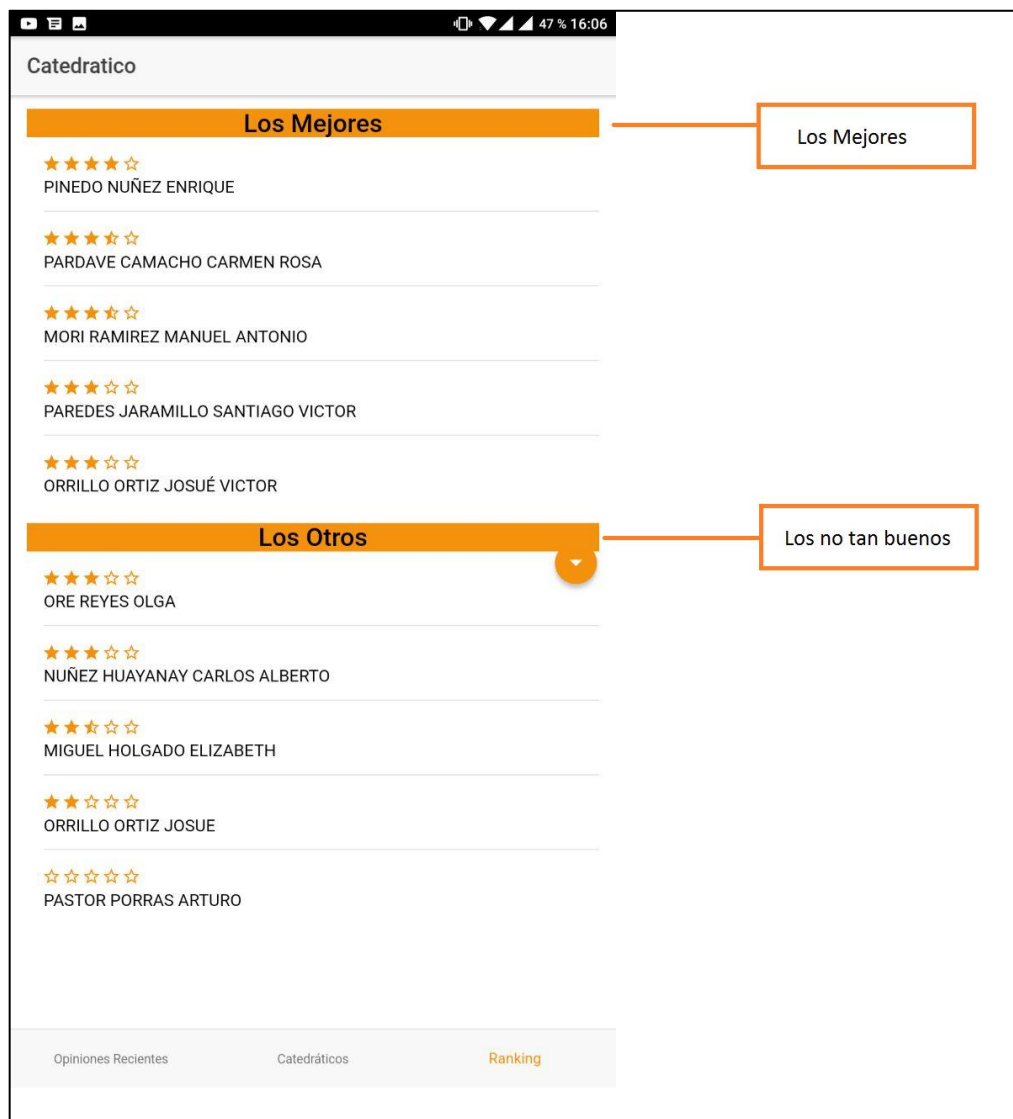 47 % 16:06
Catedratico
Los Mejores
Los Mejores
PINEDO NUÑEZ ENRIQUE
PARDAVE CAMACHO CARMEN ROSA
MORI RAMIREZ MANUEL ANTONIO
PAREDES JARAMILLO SANTIAGO VICTOR
ORRILLO ORTIZ JOSUÉ VICTOR
Los Otros
Los no tan buenos
ORE REYES OLGA
NUÑEZ HUAYANAY CARLOS ALBERTO
MIGUEL HOLGADO ELIZABETH
ORRILLO ORTIZ JOSUE
PASTOR PORRAS ARTURO
Opiniones Recientes Catedráticos Ranking